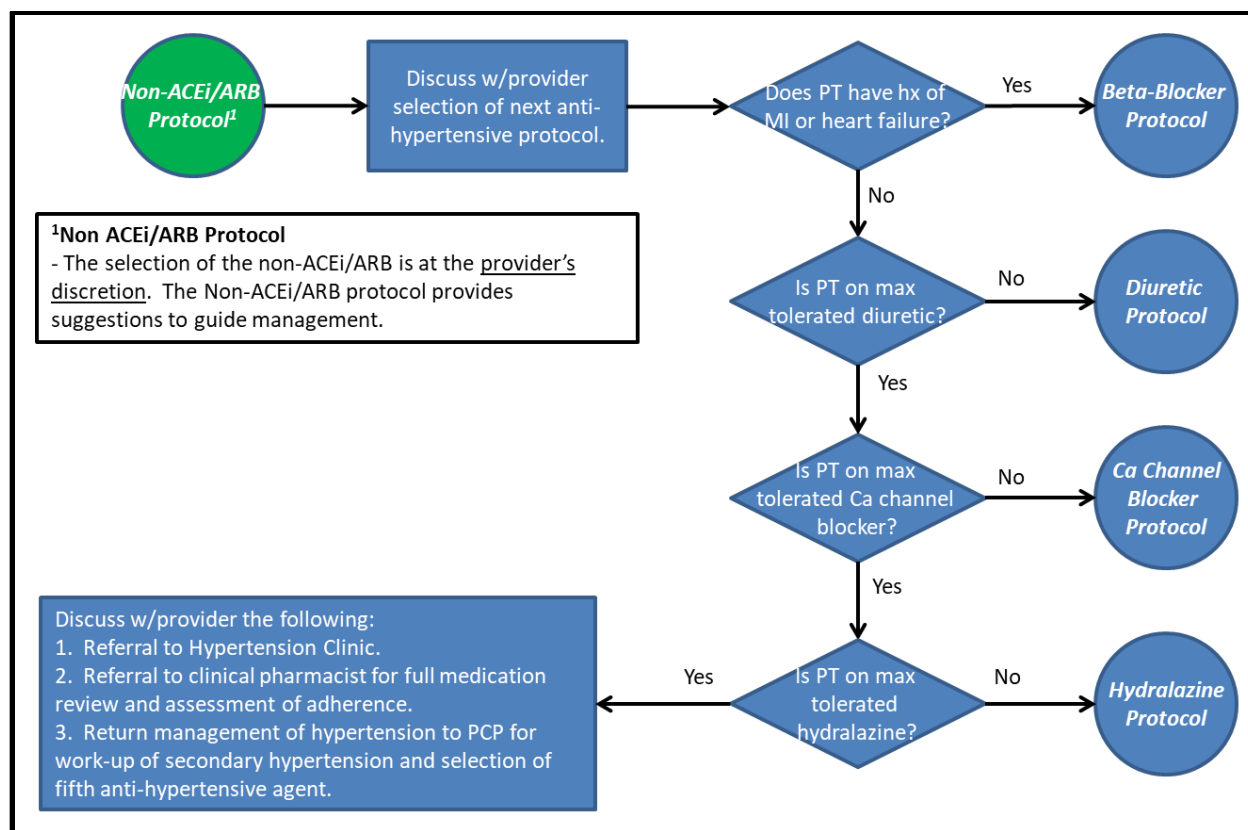 Non-ACEi/ARB
Protocol¹
Discuss w/provider
selection of next anti-
hypertensive protocol.
Does PT have hx of
MI or heart failure?
Yes
Beta-Blocker
Protocol
No
¹Non ACEi/ARB Protocol
- The selection of the non-ACEi/ARB is at the provider's
discretion.  The Non-ACEi/ARB protocol provides
suggestions to guide management.
Is PT on max
tolerated diuretic?
No
Diuretic
Protocol
Yes
Is PT on max
tolerated Ca channel
blocker?
No
Ca Channel
Blocker
Protocol
Yes
Is PT on max
tolerated
hydralazine?
No
Hydralazine
Protocol
Yes
Discuss w/provider the following:
1.  Referral to Hypertension Clinic.
2.  Referral to clinical pharmacist for full medication
review and assessment of adherence.
3.  Return management of hypertension to PCP for
work-up of secondary hypertension and selection of
fifth anti-hypertensive agent.